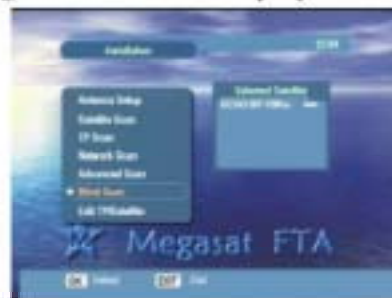 Installation
Antenna Setup
Satellite Scan
TP Scan
Network Scan
Advanced Scan
Blind Scan
Edit TP/Satellite
Selected Satellite
Megasat FTA
OK Select
EXIT Exit